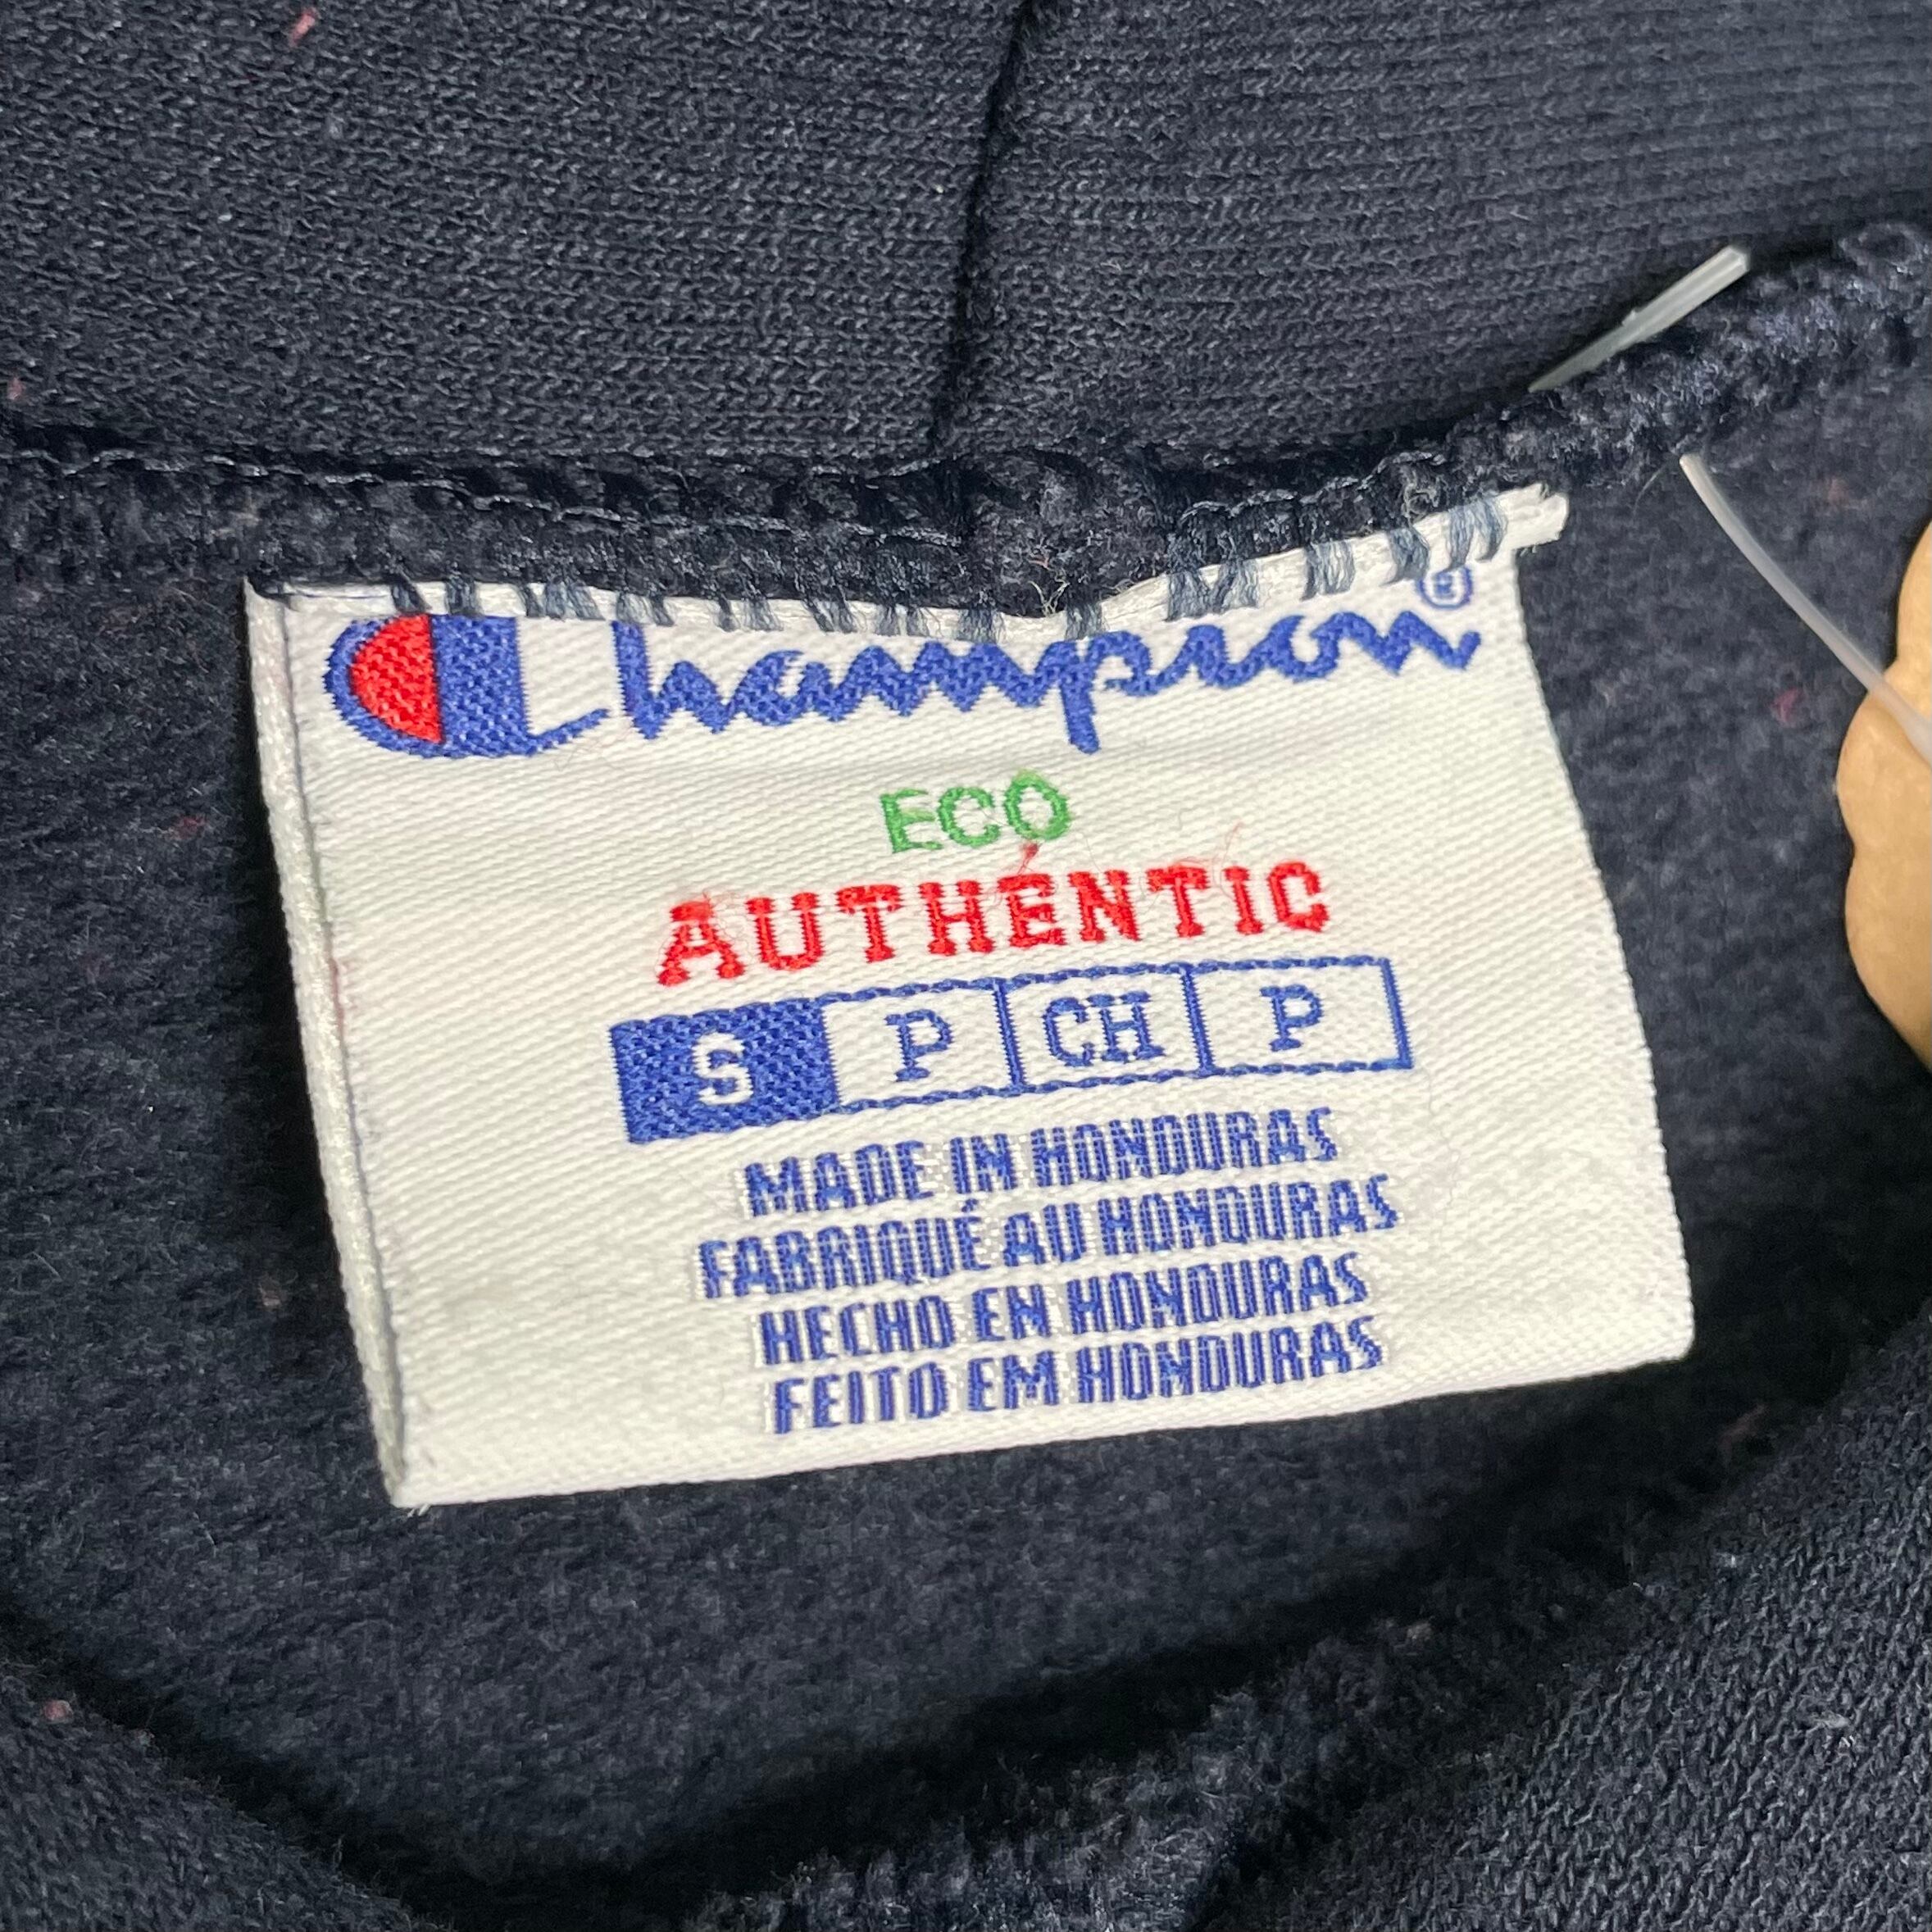 Champion®
ECO
AUTHENTIC
S P CH P
MADE IN HONDURAS
FABRIQUÉ AU HONDURAS
HECHO EN HONDURAS
FEITO EM HONDURAS